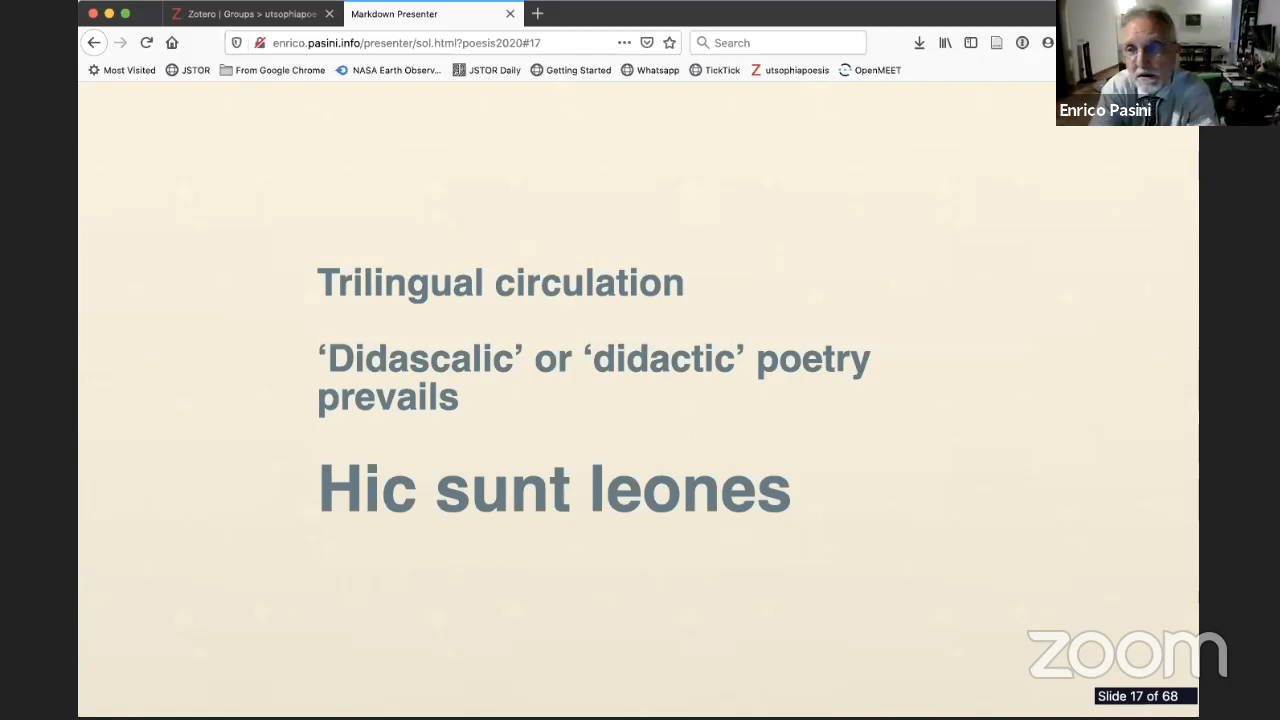 Zotero | Groups > utsophiapoe
Markdown Presenter
enrico.pasini.info/presenter/sol.html?poesis2020#17
Search
Most Visited
JSTOR
From Google Chrome
NASA Earth Observ...
JSTOR Daily
Getting Started
Whatsapp
TickTick
utsophiapoesis
OpenMEET
Enrico Pasini
Trilingual circulation
‘Didascalic’ or ‘didactic’ poetry
prevails
Hic sunt leones
zoom
Slide 17 of 68